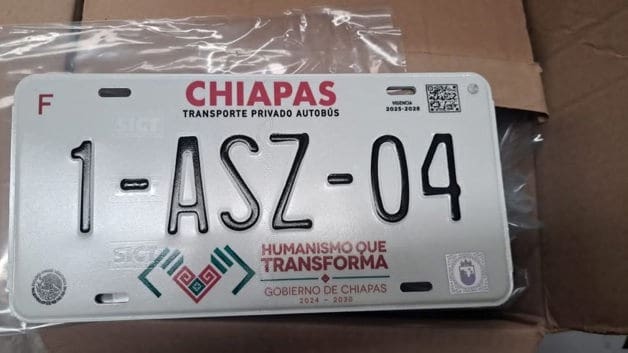 F
CHIAPAS
TRANSPORTE PRIVADO AUTOBÚS
VIGENCIA
2025-2028
SICT
1-ASZ-04
SICT
HUMANISMO QUE
TRANSFORMA
GOBIERNO DE CHIAPAS
2024 - 2030